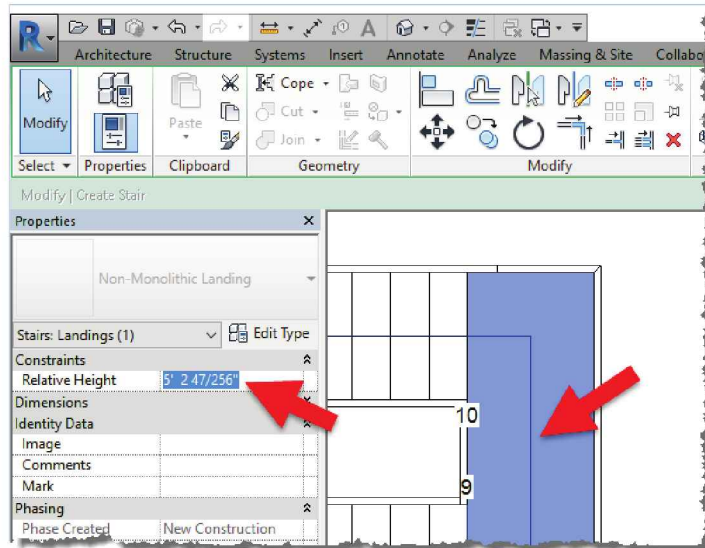 R
A
Architecture Structure Systems Insert Annotate Analyze Massing & Site Collabo
Modify
Paste
Cope
Cut
Join
Select Properties Clipboard Geometry Modify
Modify | Create Stair
Properties
Non-Monolithic Landing
Stairs: Landings (1) Edit Type
Constraints
Relative Height 5' 2 47/256"
Dimensions
Identity Data
Image
Comments
Mark
Phasing
Phase Created New Construction
10
9